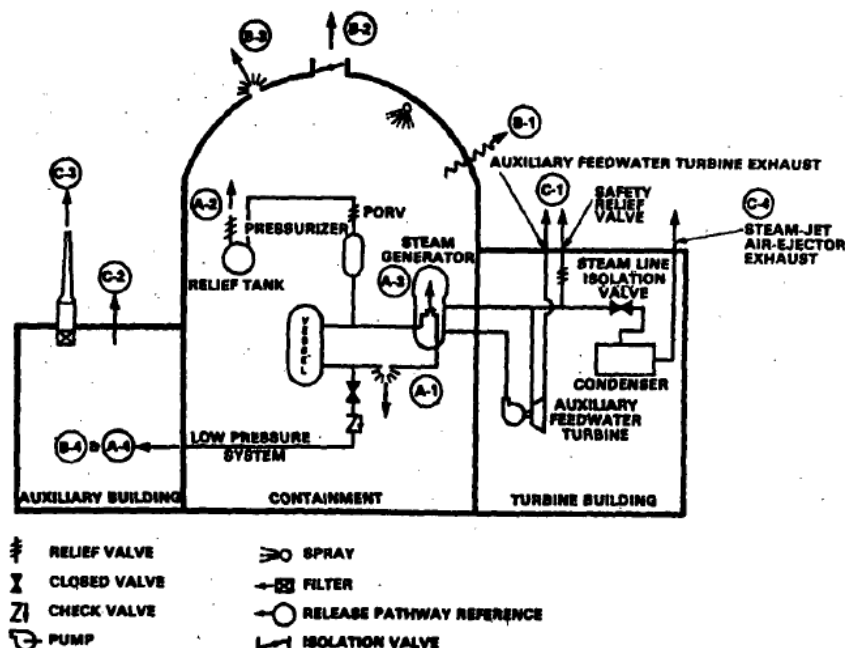 B-3
B-2
B-1
AUXILIARY FEEDWATER TURBINE EXHAUST
C-3
C-1
SAFETY
RELIEF
VALVE
C-4
STEAM-JET
AIR-EJECTOR
EXHAUST
A-2
PORV
PRESSURIZER
RELIEF TANK
STEAM
GENERATOR
A-3
STEAM LINE
ISOLATION
VALVE
C-2
VESSEL
CONDENSER
A-1
AUXILIARY
FEEDWATER
TURBINE
B-4 & A-4
LOW PRESSURE
SYSTEM
AUXILIARY BUILDING
CONTAINMENT
TURBINE BUILDING
RELIEF VALVE
SPRAY
CLOSED VALVE
FILTER
CHECK VALVE
RELEASE PATHWAY REFERENCE
PUMP
ISOLATION VALVE